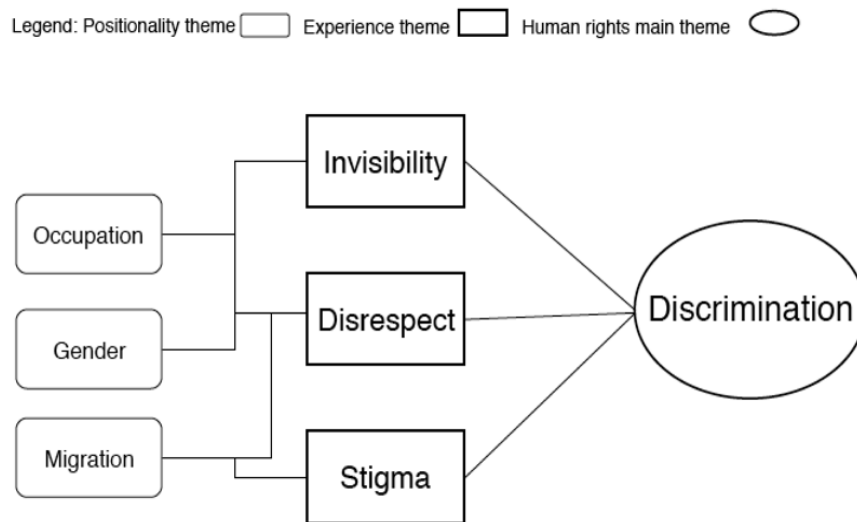 Legend: Positionality theme Experience theme Human rights main theme
Invisibility
Occupation
Disrespect
Discrimination
Gender
Migration
Stigma